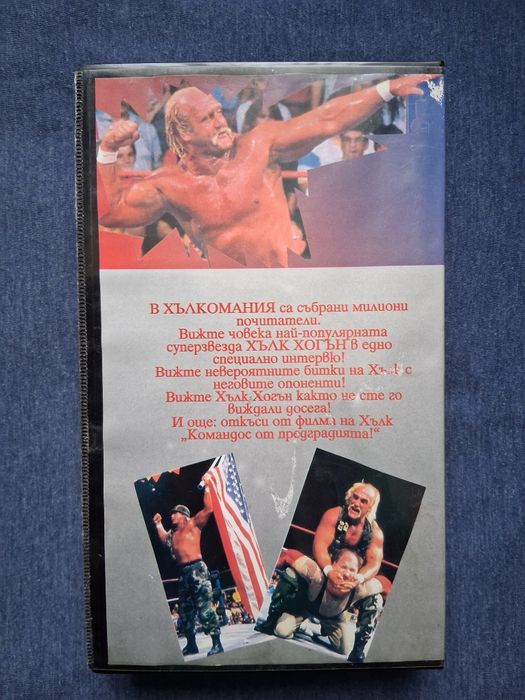 В ХЪЛКОМАНИЯ са събрани милиони
почитатели.
Вижте човека най-популярната
суперзвезда ХЪЛК ХОГЪН в едно
специално интервю!
Вижте невероятните битки на с
неговите опоненти!
Вижте Хълк Хогън както не сте го
виждали досега!
И още: откъси от филма на Хълк
„Командос от предградията!“